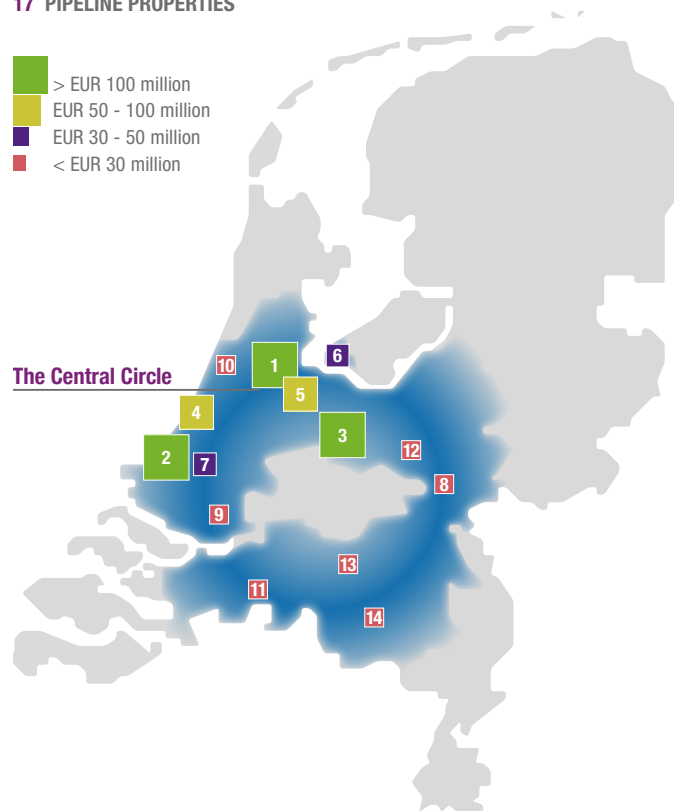 17 PIPELINE PROPERTIES
> EUR 100 million
EUR 50 - 100 million
EUR 30 - 50 million
< EUR 30 million
6
10
1
The Central Circle
5
4
3
12
2
7
8
9
13
11
14